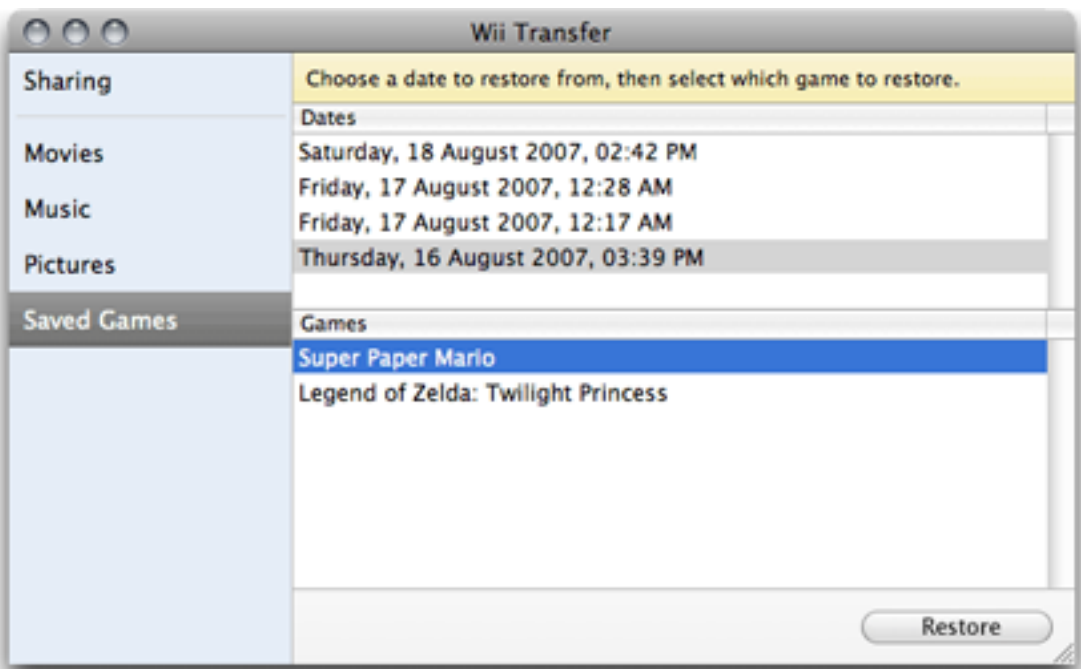 Wii Transfer
Sharing
Movies
Music
Pictures
Saved Games
Choose a date to restore from, then select which game to restore.
Dates
Saturday, 18 August 2007, 02:42 PM
Friday, 17 August 2007, 12:28 AM
Friday, 17 August 2007, 12:17 AM
Thursday, 16 August 2007, 03:39 PM
Games
Super Paper Mario
Legend of Zelda: Twilight Princess
Restore